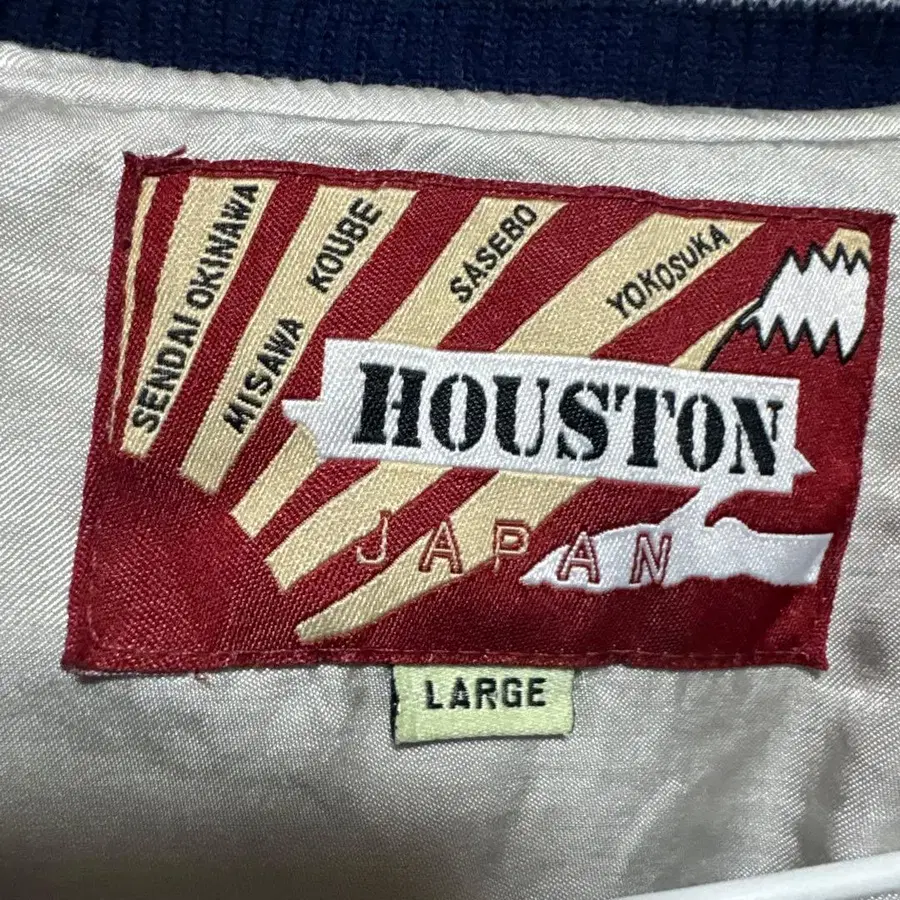 SENDAI OKINAWA
MISAWA KOUBE
SASEBO
YOKOSUKA
HOUSTON
JAPAN
LARGE